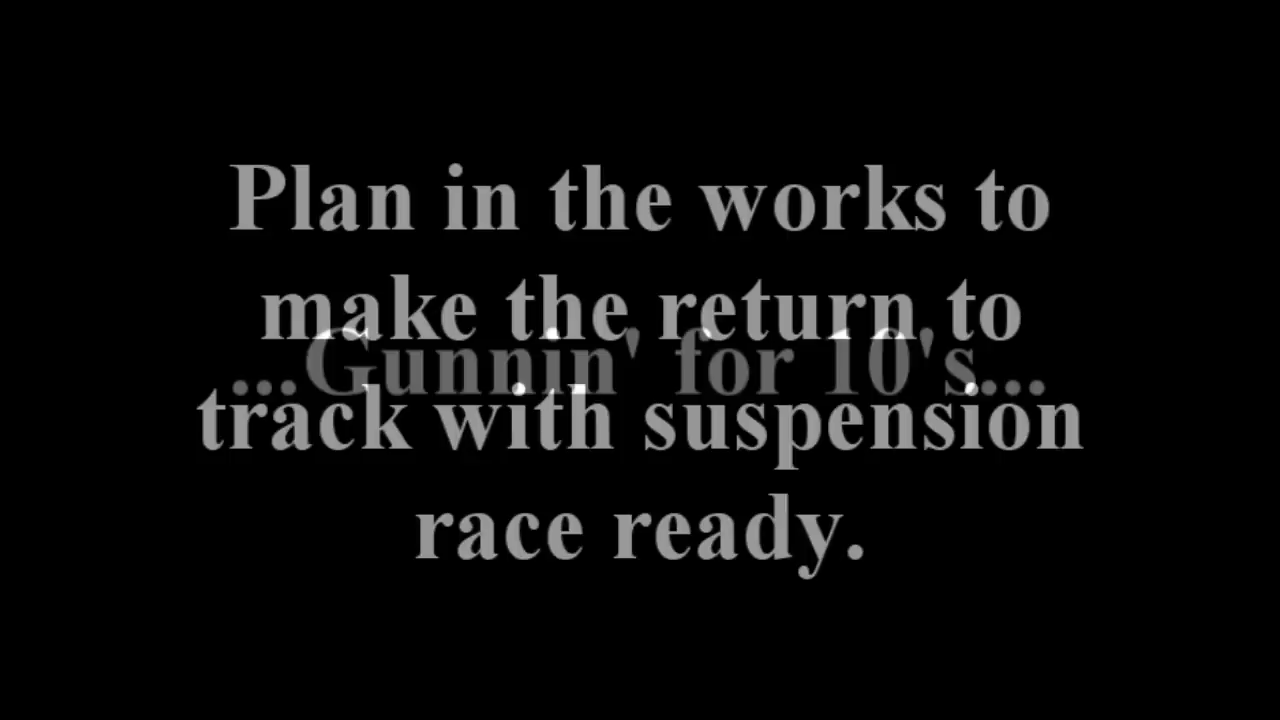 Plan in the works to
make the return to
...Gunnin' for 10's...
track with suspension
race ready.